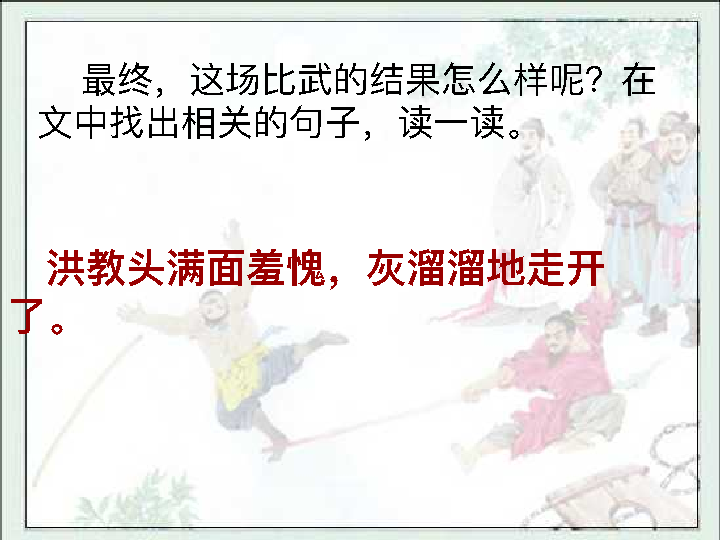 最终，这场比武的结果怎么样呢？在
文中找出相关的句子，读一读。
洪教头满面羞愧，灰溜溜地走开
了。